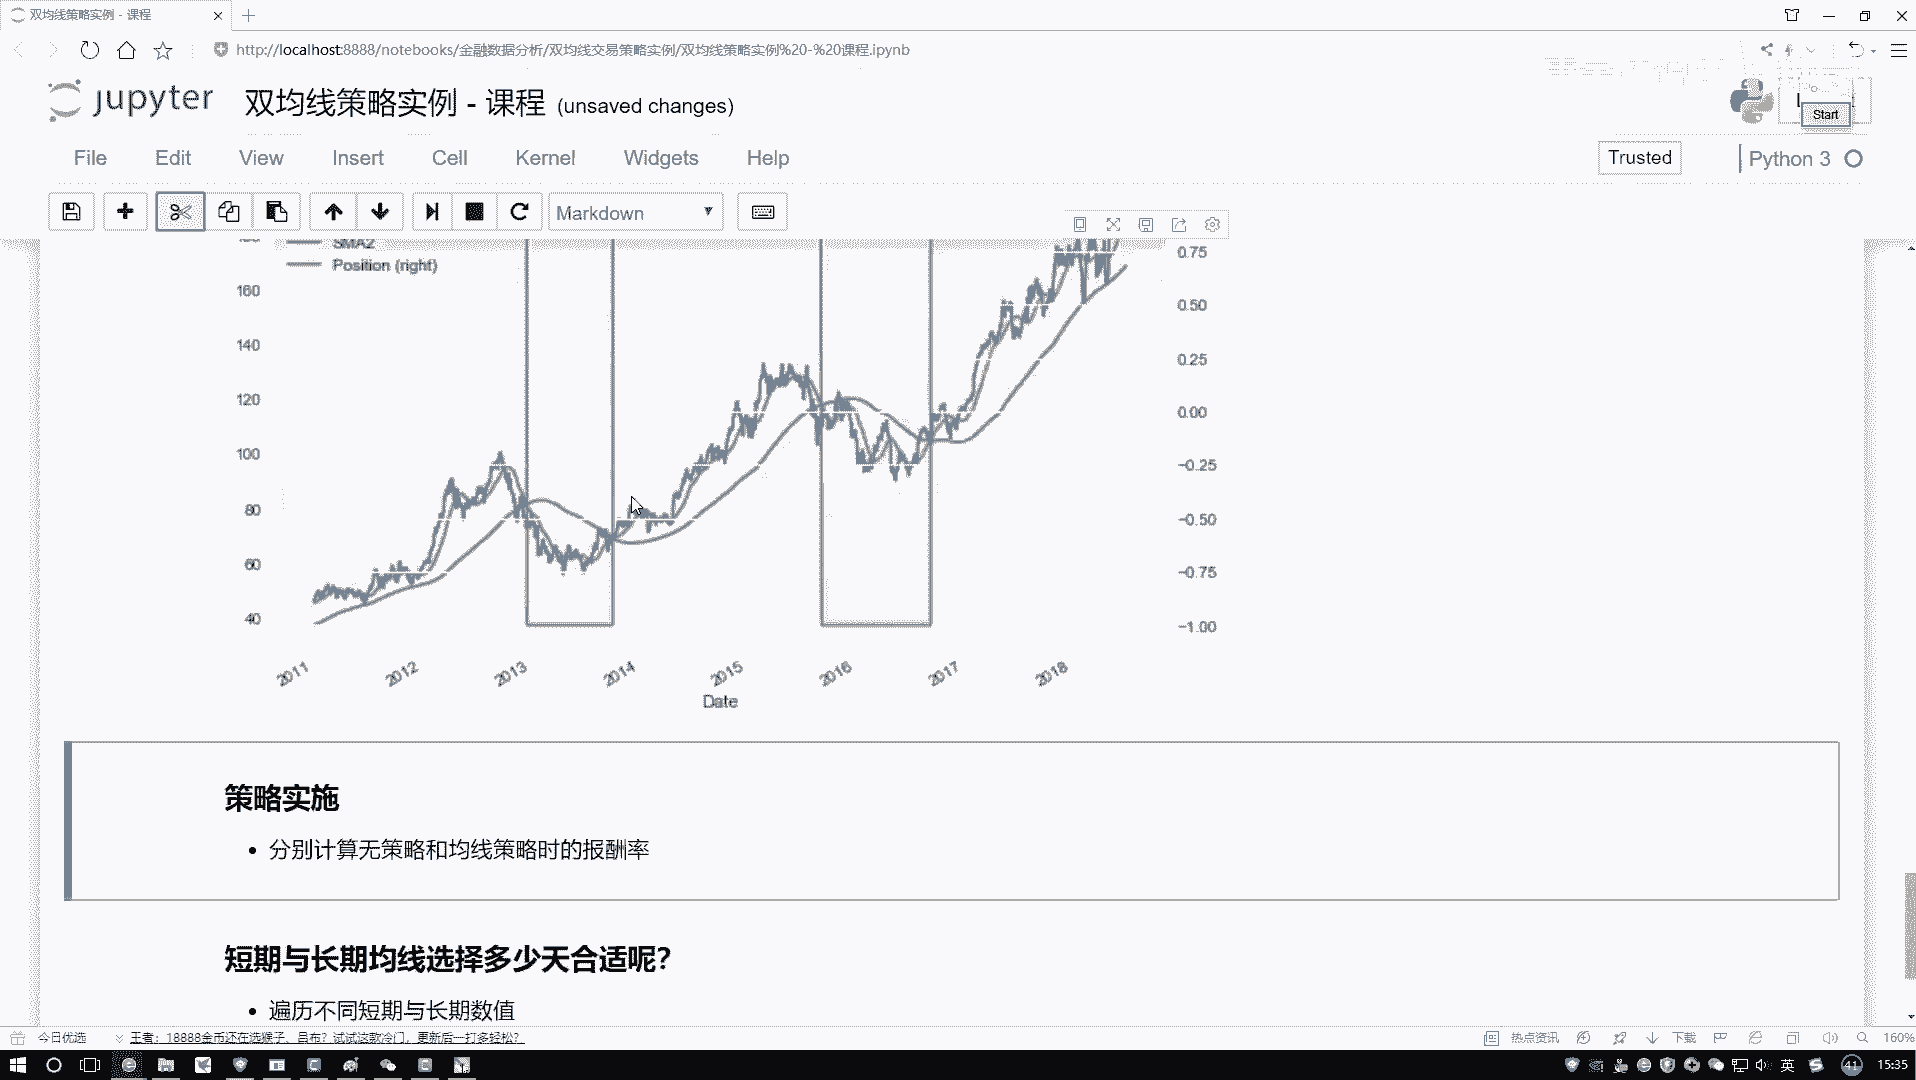 双均线策略实例 - 课程
http://localhost:8888/notebooks/金融数据分析/双均线交易策略实例/双均线策略实例%20-%20课程.ipynb
jupyter 双均线策略实例 - 课程 (unsaved changes)
Start
File Edit View Insert Cell Kernel Widgets Help
Trusted Python 3
Markdown
SMA2
Position (right)
160
140
120
100
80
60
40
0.75
0.50
0.25
0.00
−0.25
−0.50
−0.75
−1.00
2011 2012 2013 2014 2015 2016 2017 2018
Date
策略实施
• 分别计算无策略和均线策略时的报酬率
短期与长期均线选择多少天合适呢？
• 遍历不同短期与长期数值
今日优选 王者：18888金币还在选猴子、吕布？试试这款冷门，更新后一打多轻松？ 热点资讯 下载 160%
英 41 15:35